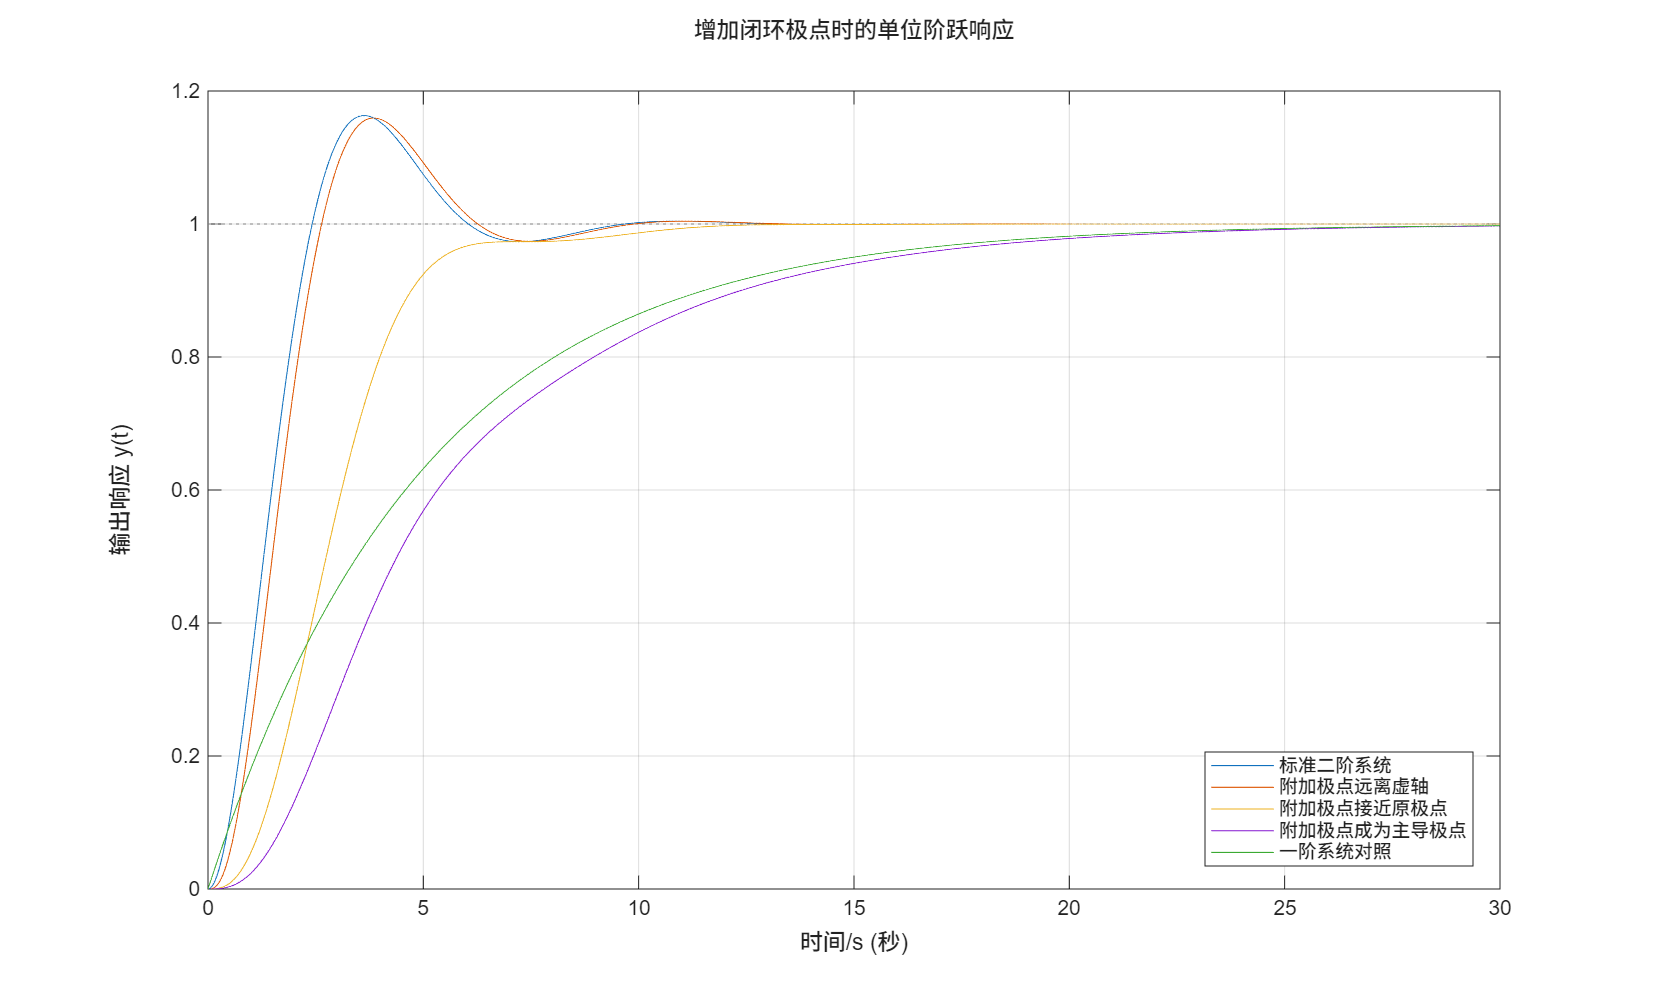 增加闭环极点时的单位阶跃响应
1.2
1
0.8
0.6
0.4
0.2
0
输出响应 y(t)
0 5 10 15 20 25 30
时间/s (秒)
标准二阶系统
附加极点远离虚轴
附加极点接近原极点
附加极点成为主导极点
一阶系统对照